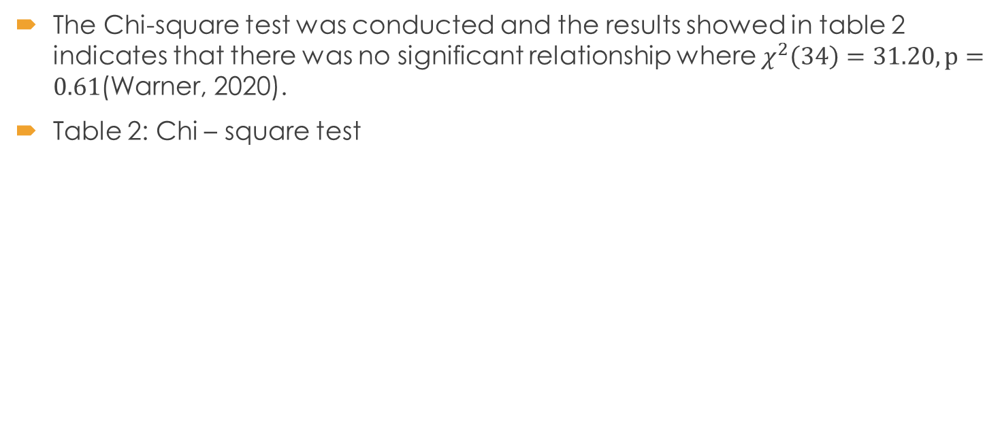 The Chi-square test was conducted and the results showed in table 2
indicates that there was no significant relationship where χ²(34) = 31.20, p =
0.61(Warner, 2020).
Table 2: Chi – square test